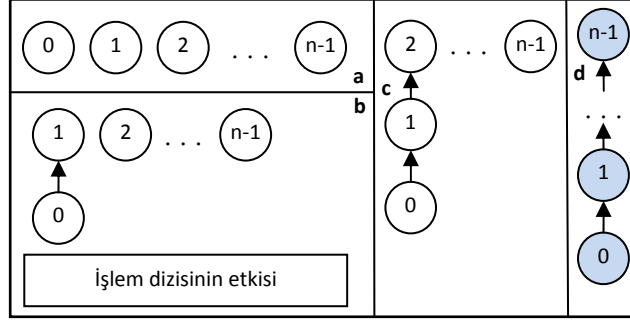 0 1 2 . . . n-1
a
b
1 2 . . . n-1
0
İşlem dizisinin etkisi
2 . . . n-1
c
1
0
n-1
d
. . .
1
0